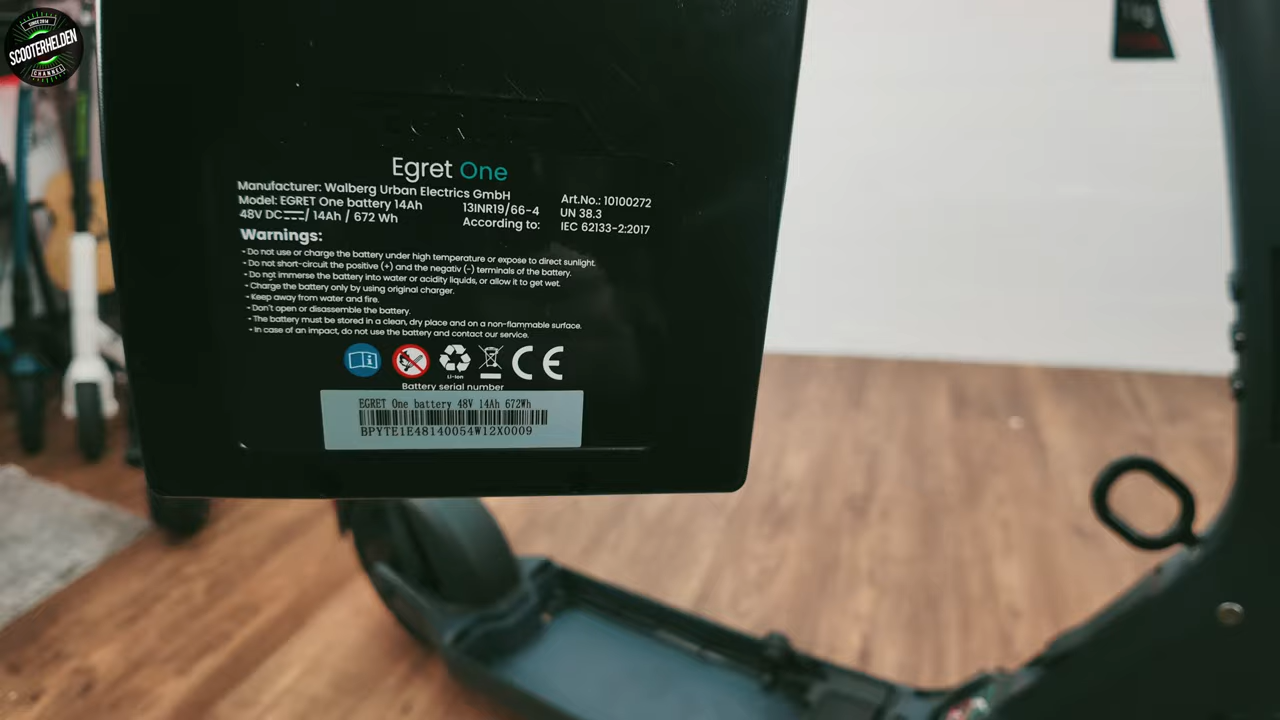 SINCE 2014
SCOOTERHELDEN
CHANNEL
Egret One
Manufacturer: Walberg Urban Electrics GmbH
Model: EGRET One battery 14Ah
48V DC / 14Ah / 672 Wh
13INR19/66-4
According to:
Art.No.: 10100272
UN 38.3
IEC 62133-2:2017
Warnings:
- Do not use or charge the battery under high temperature or expose to direct sunlight.
- Do not short-circuit the positive (+) and the negativ (-) terminals of the battery.
- Do not immerse the battery into water or acidity liquids, or allow it to get wet.
- Charge the battery only by using original charger.
- Keep away from water and fire.
- Don't open or disassemble the battery.
- The battery must be stored in a clean, dry place and on a non-flammable surface.
- In case of an impact, do not use the battery and contact our service.
Li-ion
CE
Battery serial number
EGRET One battery 48V 14Ah 672Wh
BPYTE1E48140054W12X0009